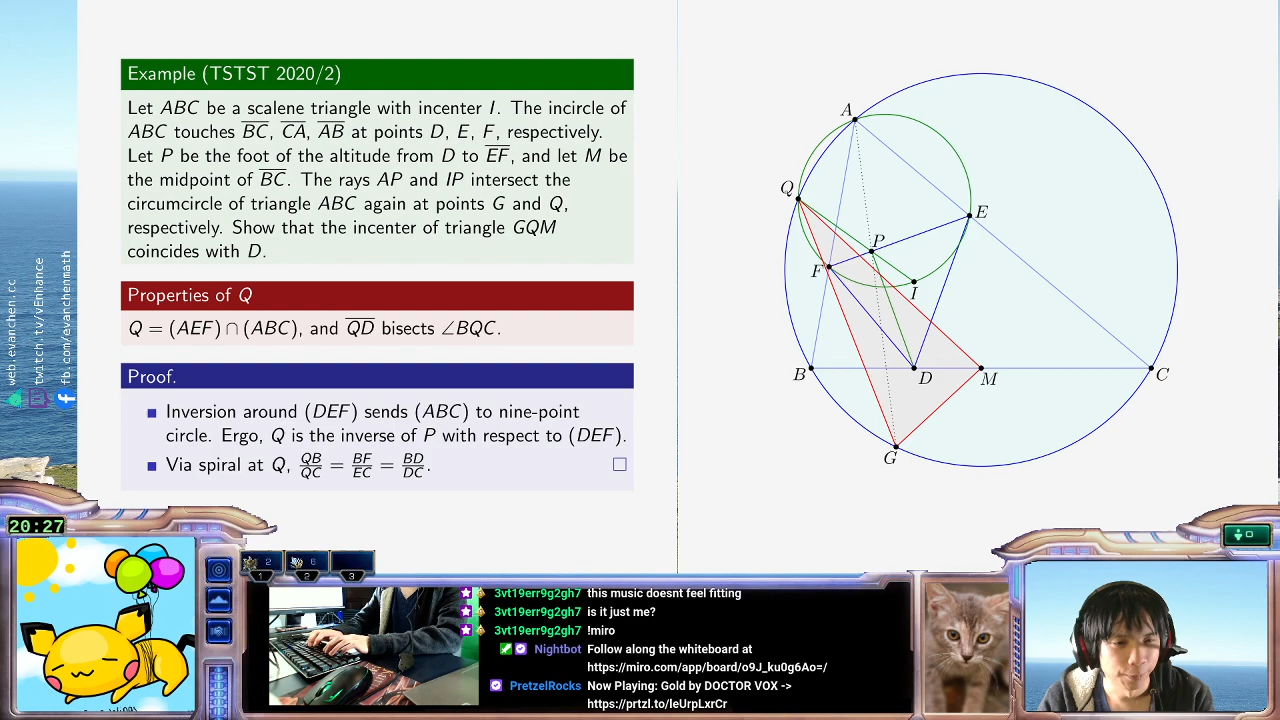 Example (TSTST 2020/2)
Let ABC be a scalene triangle with incenter I. The incircle of
ABC touches BC, CA, AB at points D, E, F, respectively.
Let P be the foot of the altitude from D to EF, and let M be
the midpoint of BC. The rays AP and IP intersect the
circumcircle of triangle ABC again at points G and Q,
respectively. Show that the incenter of triangle GQM
coincides with D.
Properties of Q
Q = (AEF) ∩ (ABC), and QD bisects ∠BQC.
Proof.
Inversion around (DEF) sends (ABC) to nine-point
circle. Ergo, Q is the inverse of P with respect to (DEF).
Via spiral at Q, QB/QC = BF/EC = BD/DC.
A
Q
E
P
F
I
B
D
M
C
G
web.evanchen.cc
twitch.tv/vEnhance
fb.com/evanchenmath
20:27
2
6
1
2
3
3vt19err9g2gh7 this music doesnt feel fitting
3vt19err9g2gh7 is it just me?
3vt19err9g2gh7 !miro
Nightbot Follow along the whiteboard at
https://miro.com/app/board/o9J_ku0g6Ao=/
PretzelRocks Now Playing: Gold by DOCTOR VOX ->
https://prtzl.to/leUrpLxrCr